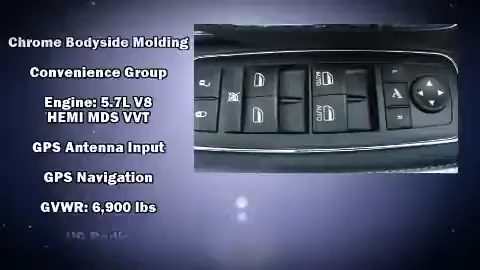 Chrome Bodyside Molding
Convenience Group
Engine: 5.7L V8
HEMI MDS VVT
GPS Antenna Input
GPS Navigation
GVWR: 6,900 lbs
AUTO
AUTO
L
A
R